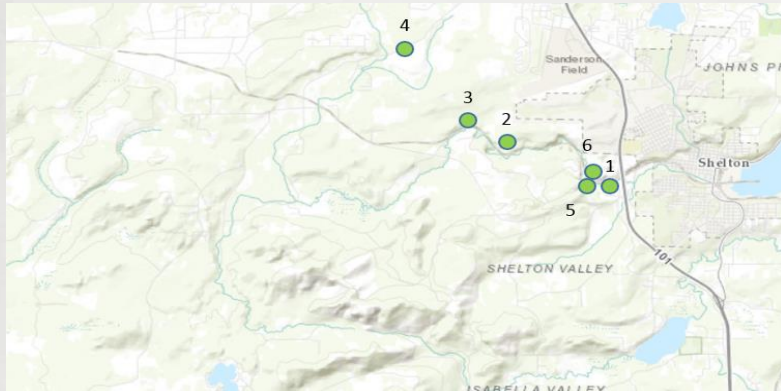 4
Sanderson
Field
JOHNS P
3
2
6
1
Shelton
5
SHELTON VALLEY
101
ISABELLA VALLEY